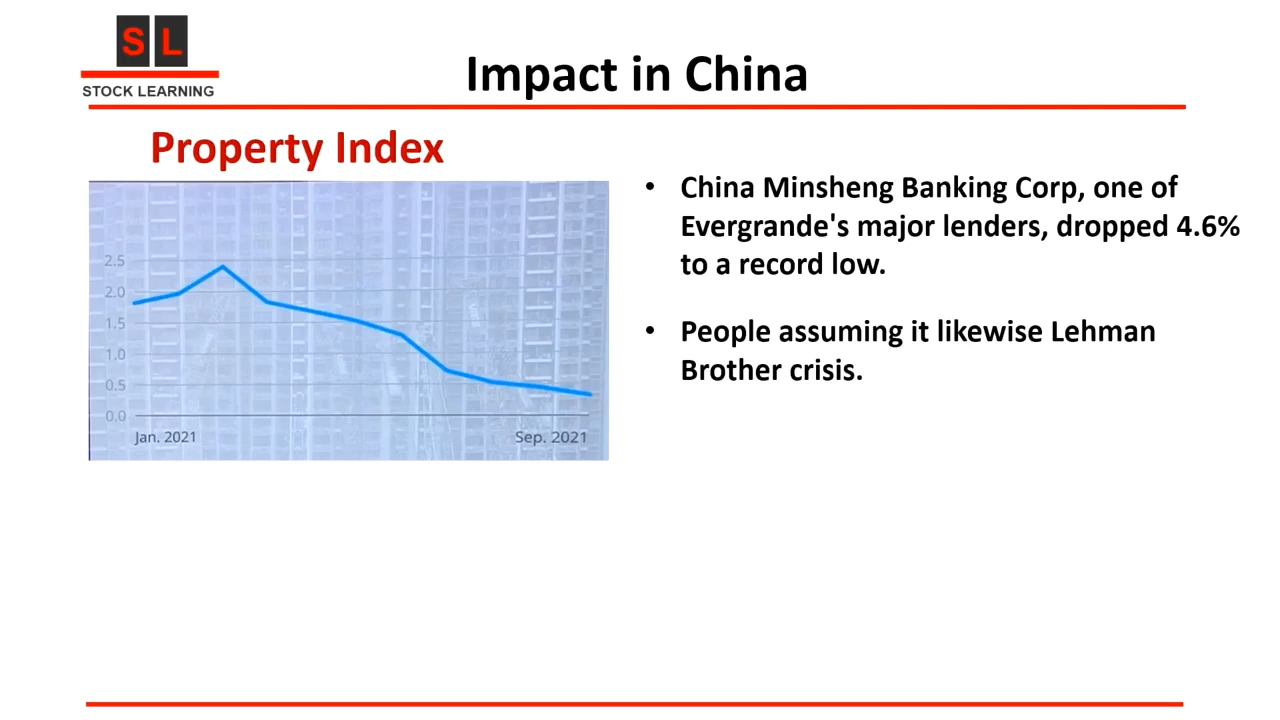 S L
STOCK LEARNING
Impact in China
Property Index
2.5
2.0
1.5
1.0
0.5
0.0
Jan. 2021
Sep. 2021
• China Minsheng Banking Corp, one of
Evergrande's major lenders, dropped 4.6%
to a record low.
• People assuming it likewise Lehman
Brother crisis.